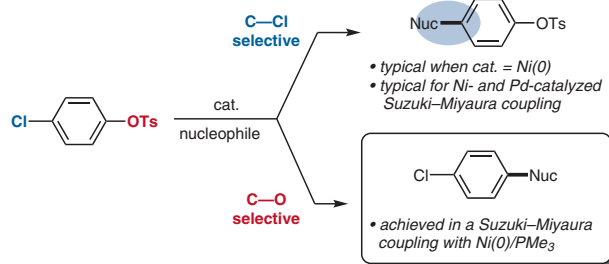 C—Cl
selective
Nuc
OTs
• typical when cat. = Ni(0)
• typical for Ni- and Pd-catalyzed
Suzuki–Miyaura coupling
Cl
OTs
cat.
nucleophile
Cl
Nuc
C—O
selective
• achieved in a Suzuki–Miyaura
coupling with Ni(0)/PMe3